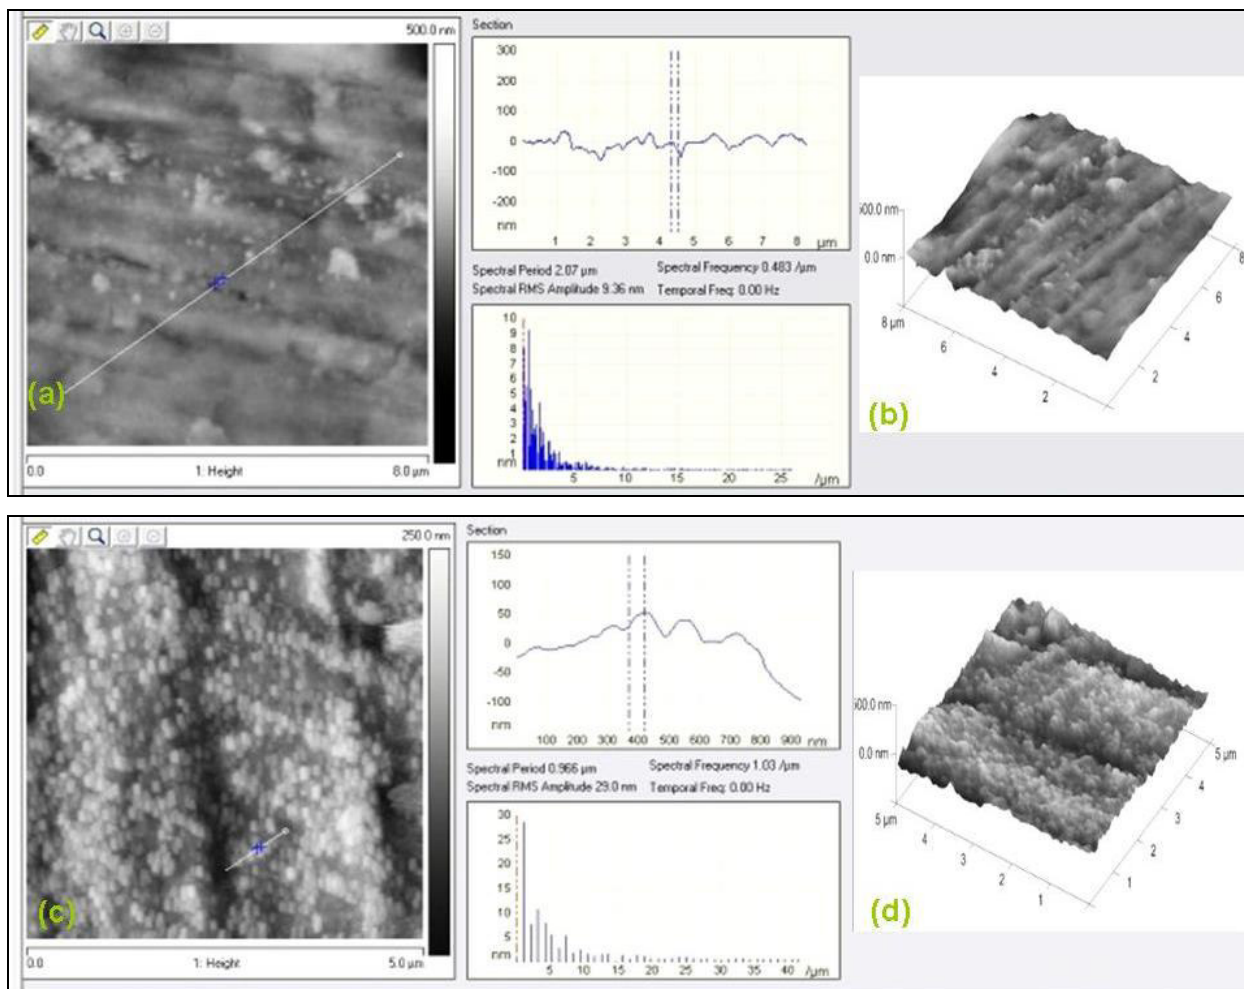 500.0 nm
Section
300
200
100
0
-100
-200
nm
1 2 3 4 5 6 7 8 µm
Spectral Period 2.07 µm Spectral Frequency 0.483 /µm
Spectral RMS Amplitude 9.36 nm Temporal Freq: 0.00 Hz
10
9
8
7
6
5
4
3
2
1
nm
5 10 15 20 25 /µm
(a)
0.0 1: Height 8.0 µm
500.0 nm
0.0 nm
8 µm
6
4
2
8
6
4
2
(b)
250.0 nm
Section
150
100
50
0
-50
-100
nm
100 200 300 400 500 600 700 800 900 nm
Spectral Period 0.966 µm Spectral Frequency 1.03 /µm
Spectral RMS Amplitude 29.0 nm Temporal Freq: 0.00 Hz
30
25
20
15
10
5
nm
5 10 15 20 25 30 35 40 /µm
(c)
0.0 1: Height 5.0 µm
500.0 nm
0.0 nm
5 µm
4
3
2
1
5 µm
4
3
2
1
(d)